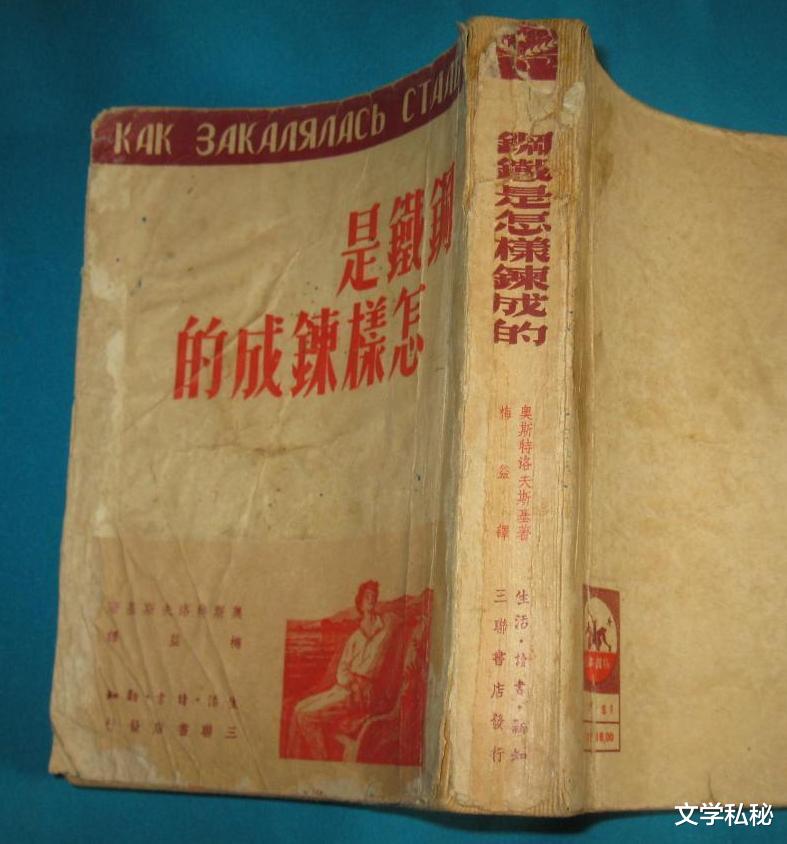 КАК ЗАКАЛЯЛАСЬ СТАЛ
鋼鐵是
怎樣鍊成的
奧斯特洛夫斯基著
梅益譯
生活·讀書·新知
三聯書店發行
鋼鐵是怎樣鍊成的
奧斯特洛夫斯基著
梅益譯
生活·讀書·新知
三聯書店發行
文学私秘